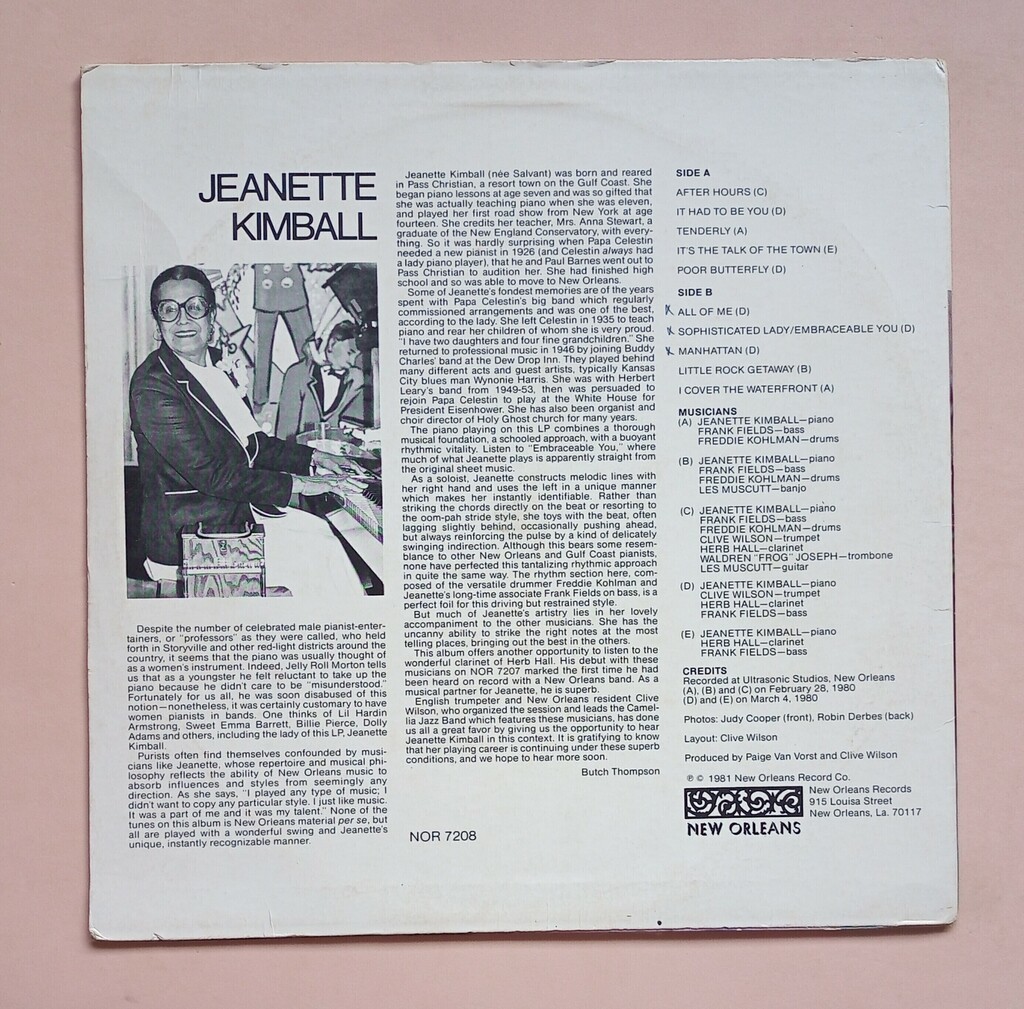 JEANETTE
KIMBALL
Despite the number of celebrated male pianist-enter-
tainers, or "professors" as they were called, who held
forth in Storyville and other red-light districts around the
country, it seems that the piano was usually thought of
as a women's instrument. Indeed, Jelly Roll Morton tells
us that as a youngster he felt reluctant to take up the
piano because he didn't care to be "misunderstood."
Fortunately for us all, he was soon disabused of this
notion—nonetheless, it was certainly customary to have
women pianists in bands. One thinks of Lil Hardin
Armstrong, Sweet Emma Barrett, Billie Pierce, Dolly
Adams and others, including the lady of this LP, Jeanette
Kimball.
Purists often find themselves confounded by musi-
cians like Jeanette, whose repertoire and musical phi-
losophy reflects the ability of New Orleans music to
absorb influences and styles from seemingly any
direction. As she says, "I played any type of music; I
didn't want to copy any particular style. I just like music.
It was a part of me and it was my talent." None of the
tunes on this album is New Orleans material per se, but
all are played with a wonderful swing and Jeanette's
unique, instantly recognizable manner.
Jeanette Kimball (née Salvant) was born and reared
in Pass Christian, a resort town on the Gulf Coast. She
began piano lessons at age seven and was so gifted that
she was actually teaching piano when she was eleven,
and played her first road show from New York at age
fourteen. She credits her teacher, Mrs. Anna Stewart, a
graduate of the New England Conservatory, with every-
thing. So it was hardly surprising when Papa Celestin
needed a new pianist in 1926 (and Celestin always had
a lady piano player), that he and Paul Barnes went out to
Pass Christian to audition her. She had finished high
school and so was able to move to New Orleans.
Some of Jeanette's fondest memories are of the years
spent with Papa Celestin's big band which regularly
commissioned arrangements and was one of the best,
according to the lady. She left Celestin in 1935 to teach
piano and rear her children of whom she is very proud.
"I have two daughters and four fine grandchildren." She
returned to professional music in 1946 by joining Buddy
Charles' band at the Dew Drop Inn. They played behind
many different acts and guest artists, typically Kansas
City blues man Wynonie Harris. She was with Herbert
Leary's band from 1949-53, then was persuaded to
rejoin Papa Celestin to play at the White House for
President Eisenhower. She has also been organist and
choir director of Holy Ghost church for many years.
The piano playing on this LP combines a thorough
musical foundation, a schooled approach, with a buoyant
rhythmic vitality. Listen to "Embraceable You," where
much of what Jeanette plays is apparently straight from
the original sheet music.
As a soloist, Jeanette constructs melodic lines with
her right hand and uses the left in a unique manner
which makes her instantly identifiable. Rather than
striking the chords directly on the beat or resorting to
the oom-pah stride style, she toys with the beat, often
lagging slightly behind, occasionally pushing ahead,
but always reinforcing the pulse by a kind of delicately
swinging indirection. Although this bears some resem-
blance to other New Orleans and Gulf Coast pianists,
none have perfected this tantalizing rhythmic approach
in quite the same way. The rhythm section here, com-
posed of the versatile drummer Freddie Kohlman and
Jeanette's long-time associate Frank Fields on bass, is a
perfect foil for this driving but restrained style.
But much of Jeanette's artistry lies in her lovely
accompaniment to the other musicians. She has the
uncanny ability to strike the right notes at the most
telling places, bringing out the best in the others.
This album offers another opportunity to listen to the
wonderful clarinet of Herb Hall. His debut with these
musicians on NOR 7207 marked the first time he had
been heard on record with a New Orleans band. As a
musical partner for Jeanette, he is superb.
English trumpeter and New Orleans resident Clive
Wilson, who organized the session and leads the Camel-
lia Jazz Band which features these musicians, has done
us all a great favor by giving us the opportunity to hear
Jeanette Kimball in this context. It is gratifying to know
that her playing career is continuing under these superb
conditions, and we hope to hear more soon.
Butch Thompson
NOR 7208
SIDE A
AFTER HOURS (C)
IT HAD TO BE YOU (D)
TENDERLY (A)
IT'S THE TALK OF THE TOWN (E)
POOR BUTTERFLY (D)
SIDE B
ALL OF ME (D)
SOPHISTICATED LADY/EMBRACEABLE YOU (D)
MANHATTAN (D)
LITTLE ROCK GETAWAY (B)
I COVER THE WATERFRONT (A)
MUSICIANS
(A) JEANETTE KIMBALL—piano
FRANK FIELDS—bass
FREDDIE KOHLMAN—drums
(B) JEANETTE KIMBALL—piano
FRANK FIELDS—bass
FREDDIE KOHLMAN—drums
LES MUSCUTT—banjo
(C) JEANETTE KIMBALL—piano
FRANK FIELDS—bass
FREDDIE KOHLMAN—drums
CLIVE WILSON—trumpet
HERB HALL—clarinet
WALDREN "FROG" JOSEPH—trombone
LES MUSCUTT—guitar
(D) JEANETTE KIMBALL—piano
CLIVE WILSON—trumpet
HERB HALL—clarinet
FRANK FIELDS—bass
(E) JEANETTE KIMBALL—piano
HERB HALL—clarinet
FRANK FIELDS—bass
CREDITS
Recorded at Ultrasonic Studios, New Orleans
(A), (B) and (C) on February 28, 1980
(D) and (E) on March 4, 1980
Photos: Judy Cooper (front), Robin Derbes (back)
Layout: Clive Wilson
Produced by Paige Van Vorst and Clive Wilson
℗ © 1981 New Orleans Record Co.
New Orleans Records
915 Louisa Street
New Orleans, La. 70117
NEW ORLEANS